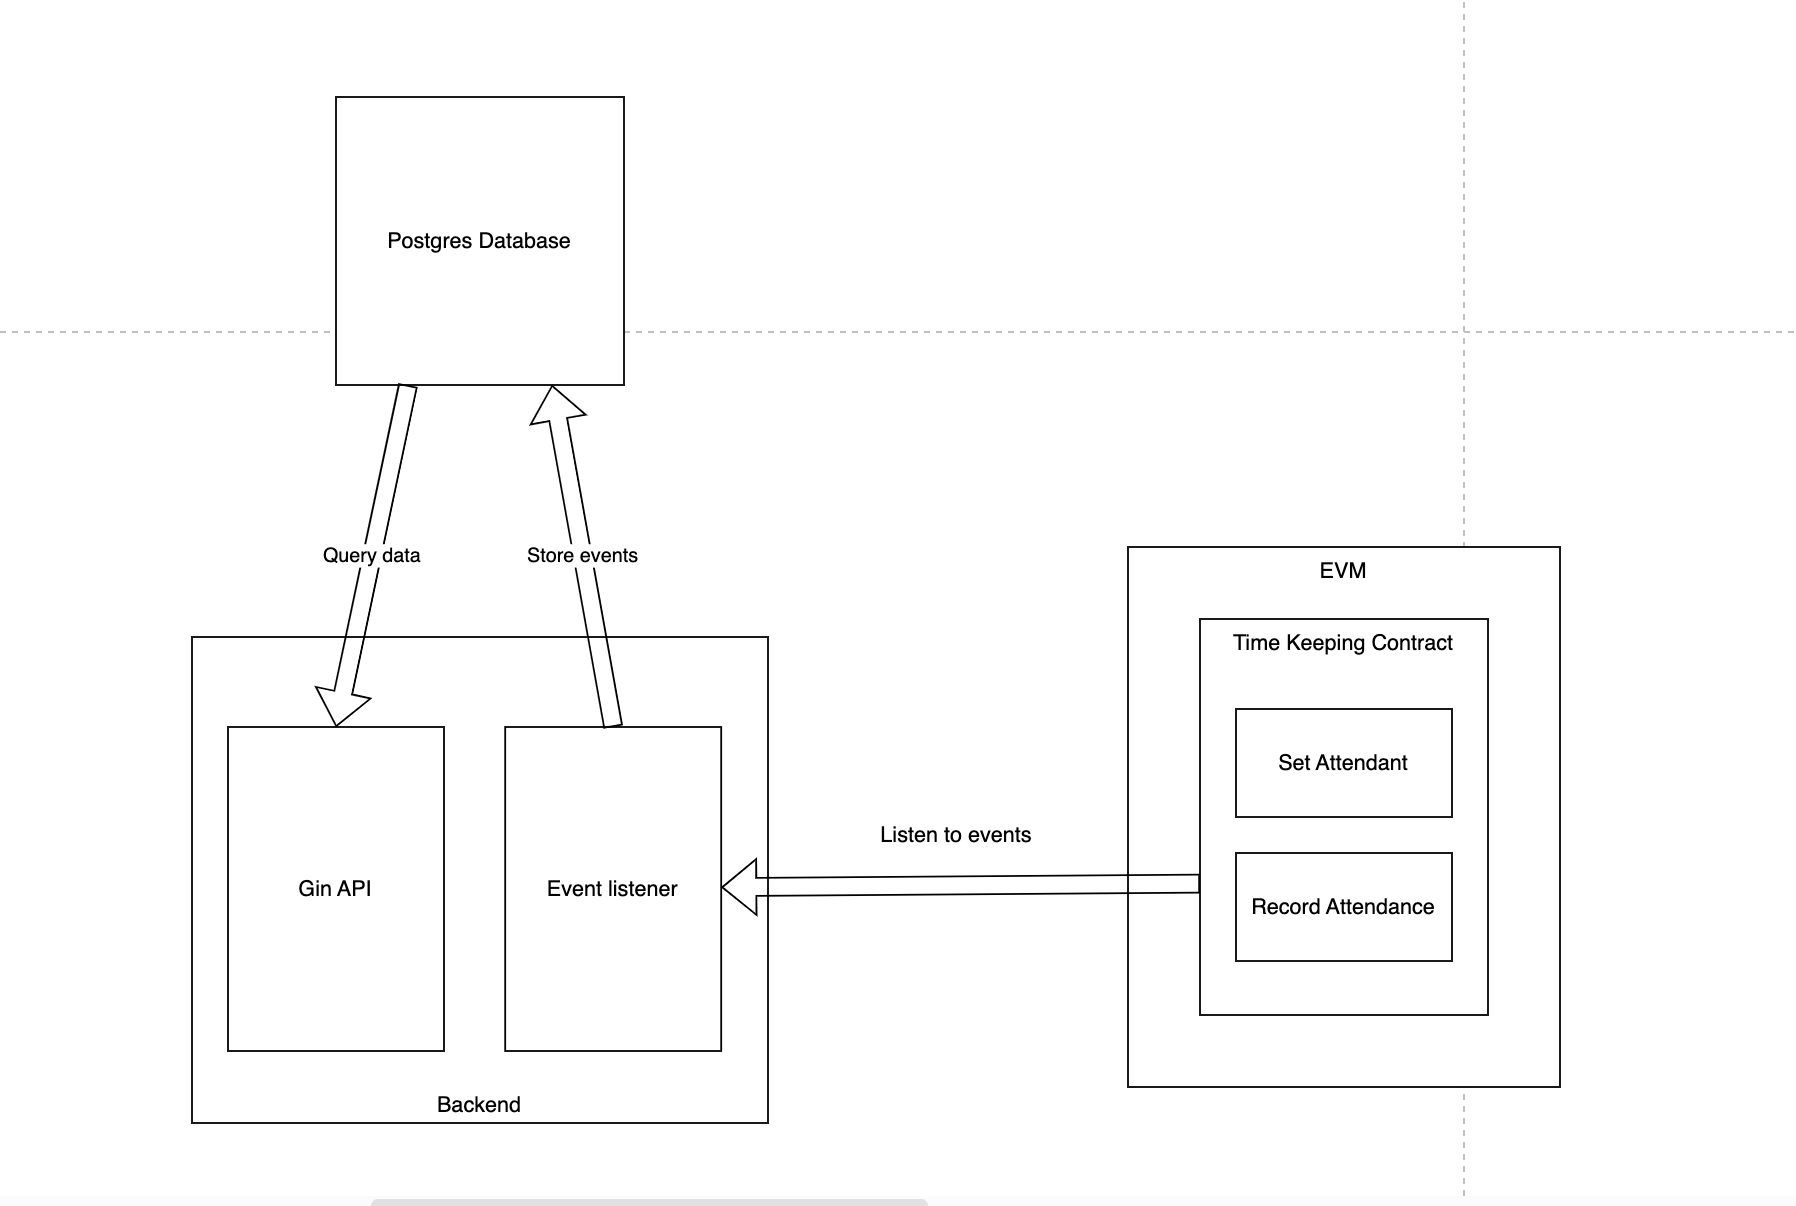 Postgres Database
Query data
Store events
EVM
Time Keeping Contract
Set Attendant
Listen to events
Gin API
Event listener
Record Attendance
Backend